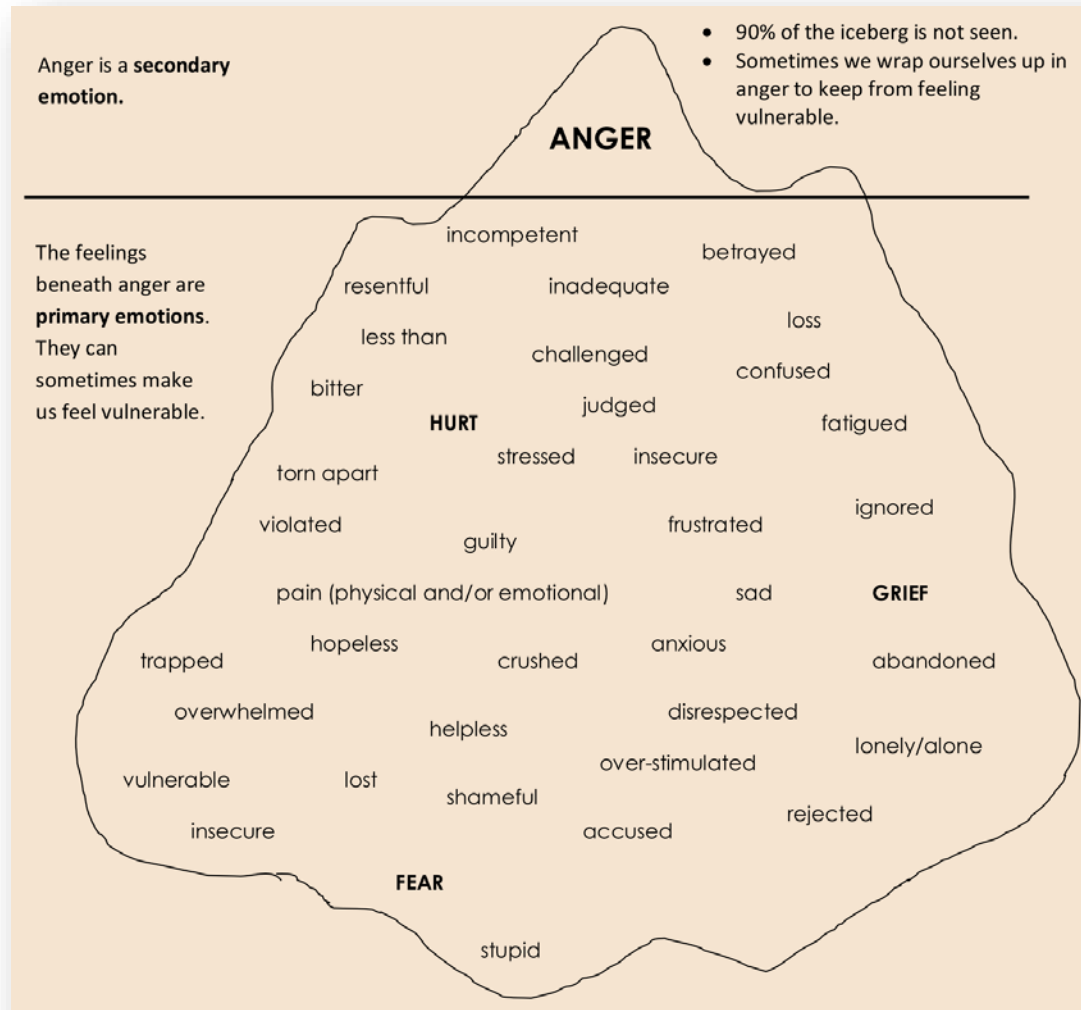 Anger is a secondary
emotion.
• 90% of the iceberg is not seen.
• Sometimes we wrap ourselves up in
anger to keep from feeling
vulnerable.
ANGER
The feelings
beneath anger are
primary emotions.
They can
sometimes make
us feel vulnerable.
incompetent
betrayed
resentful
inadequate
loss
less than
challenged
confused
bitter
judged
HURT
fatigued
stressed
insecure
torn apart
ignored
violated
frustrated
guilty
pain (physical and/or emotional)
sad
GRIEF
hopeless
anxious
trapped
crushed
abandoned
overwhelmed
disrespected
helpless
lonely/alone
over-stimulated
vulnerable
lost
shameful
rejected
insecure
accused
FEAR
stupid